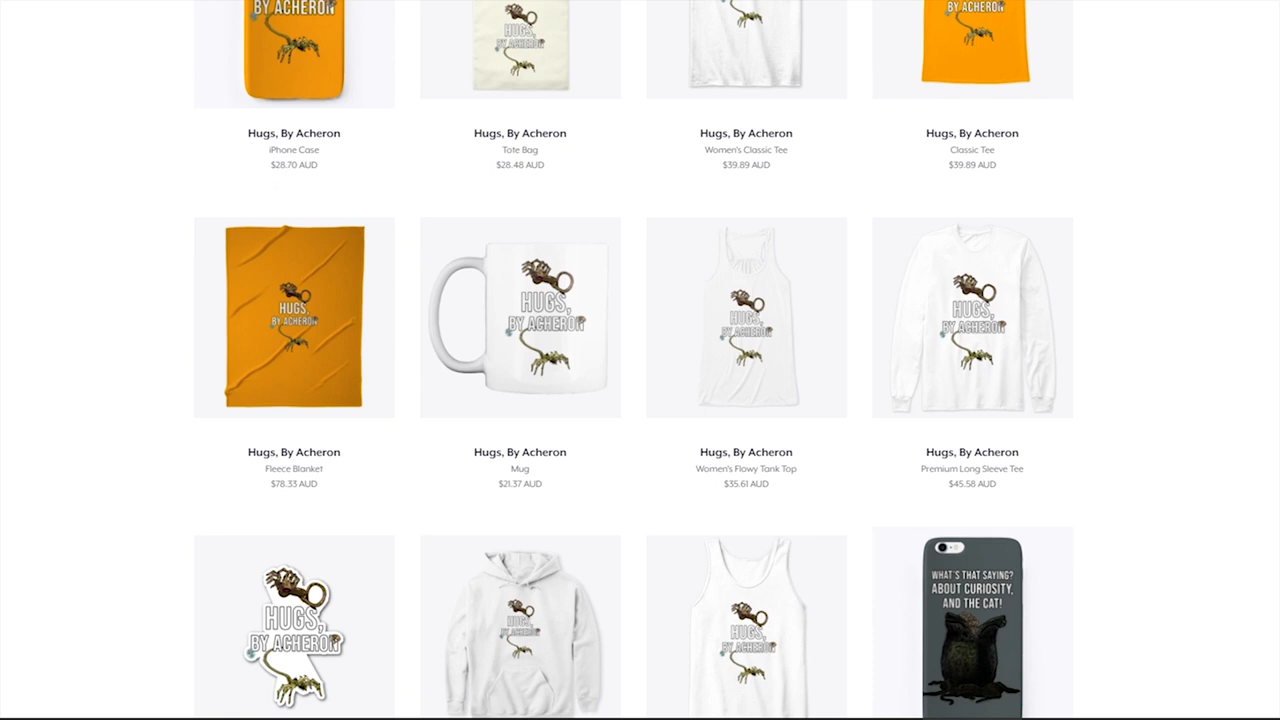 BY ACHERON
HUGS,
BY ACHERON
Hugs, By Acheron
iPhone Case
$28.70 AUD
Hugs, By Acheron
Tote Bag
$28.48 AUD
Hugs, By Acheron
Women's Classic Tee
$39.89 AUD
Hugs, By Acheron
Classic Tee
$39.89 AUD
HUGS,
BY ACHERON
HUGS,
BY ACHERON
HUGS,
BY ACHERON
HUGS,
BY ACHERON
Hugs, By Acheron
Fleece Blanket
$78.33 AUD
Hugs, By Acheron
Mug
$21.37 AUD
Hugs, By Acheron
Women's Flowy Tank Top
$35.61 AUD
Hugs, By Acheron
Premium Long Sleeve Tee
$45.58 AUD
HUGS,
BY ACHERON
HUGS,
BY ACHERON
HUGS,
BY ACHERON
WHAT'S THAT SAYING?
ABOUT CURIOSITY,
AND THE CAT!